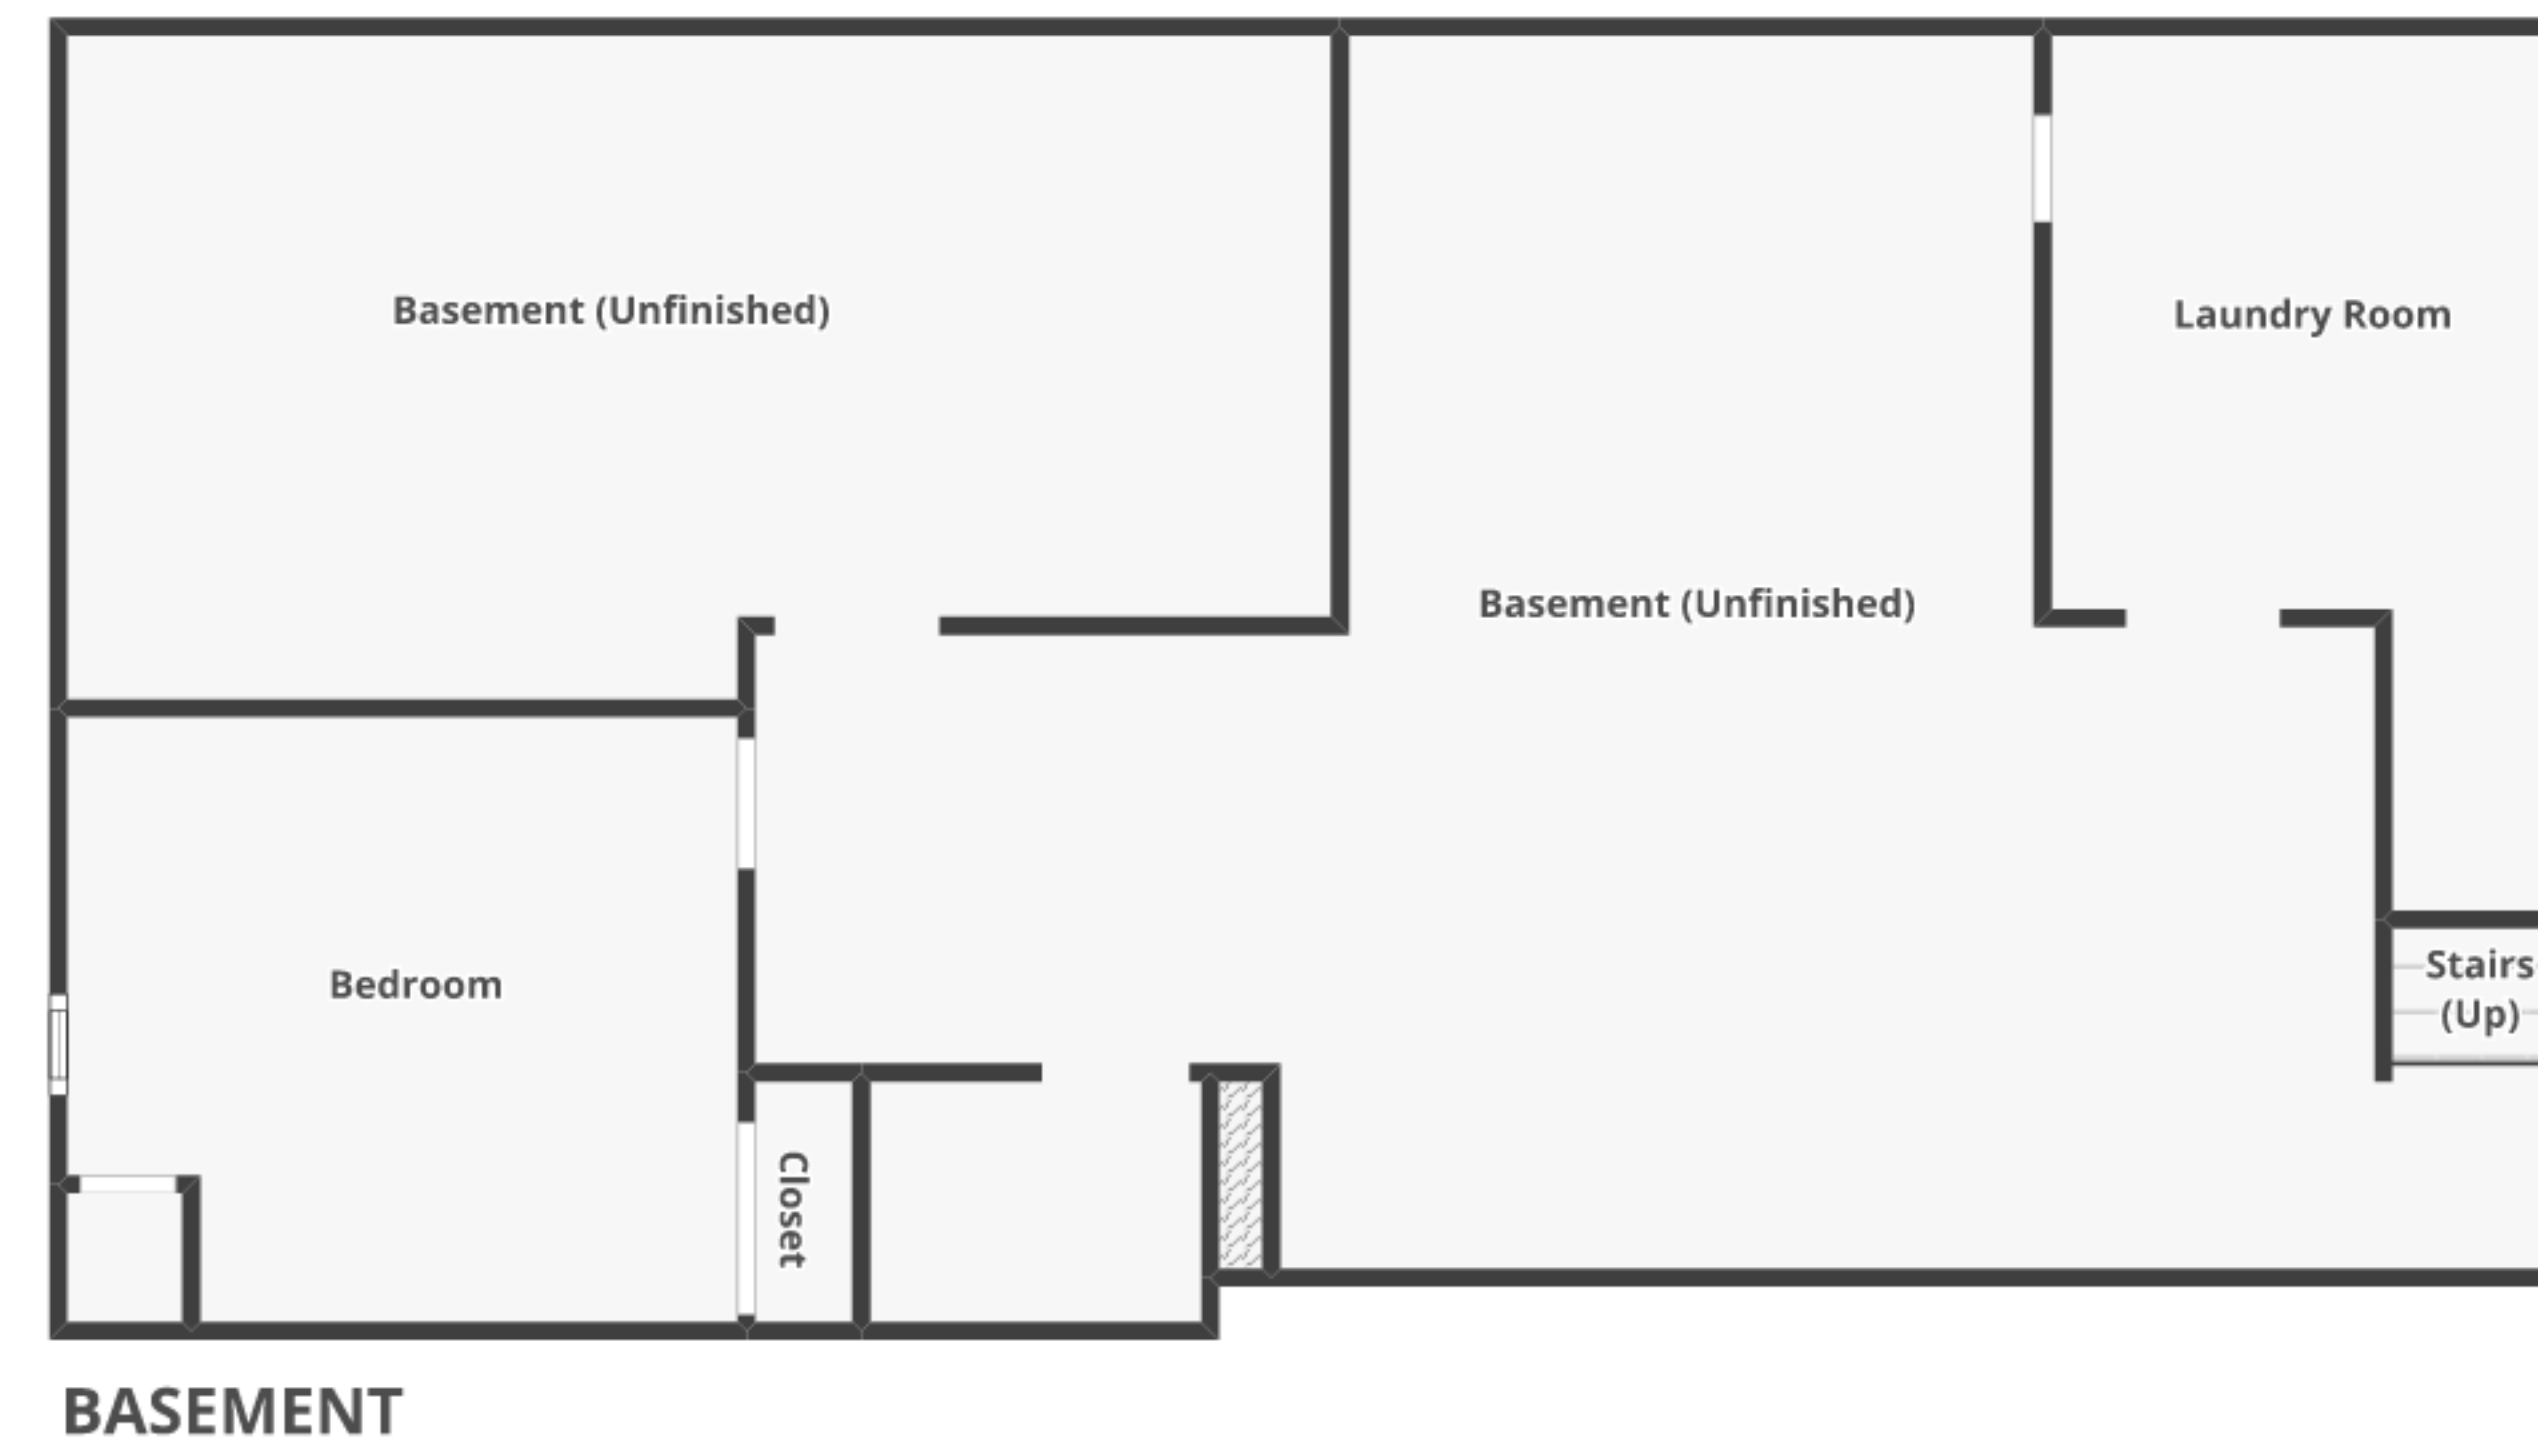 Basement (Unfinished)
Laundry Room
Basement (Unfinished)
Bedroom
Stairs
(Up)
Closet
BASEMENT